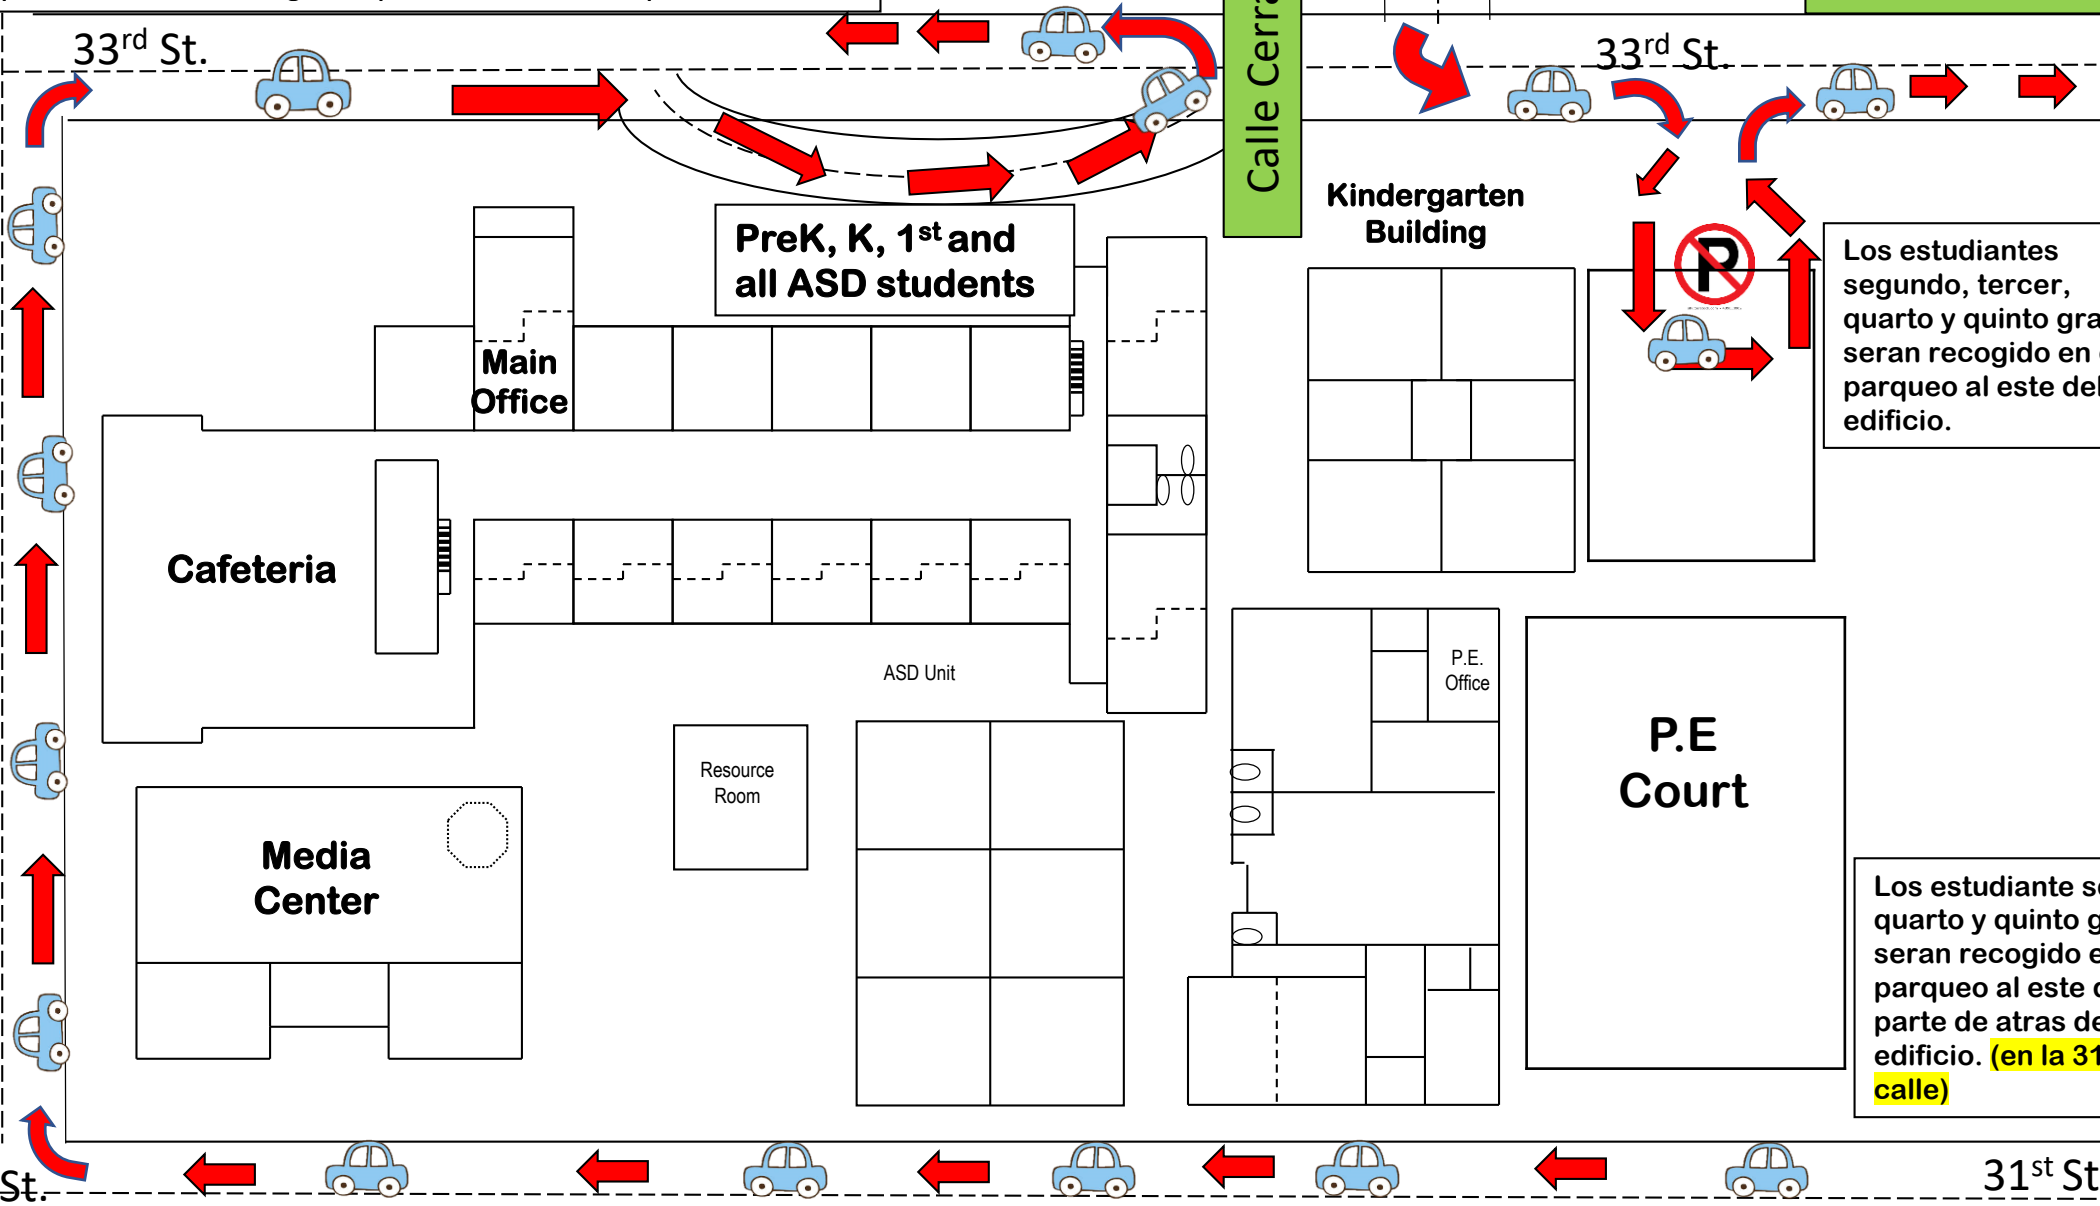 33rd St.
33rd St.
Calle Cerra
Kindergarten
Building
PreK, K, 1st and
all ASD students
P
Los estudiantes
segundo, tercer,
quarto y quinto gra
seran recogido en
parqueo al este del
edificio.
Main
Office
Cafeteria
ASD Unit
P.E.
Office
P.E
Court
Resource
Room
Media
Center
Los estudiante s
quarto y quinto g
seran recogido e
parqueo al este
parte de atras de
edificio. (en la 31
calle)
St.
31st St